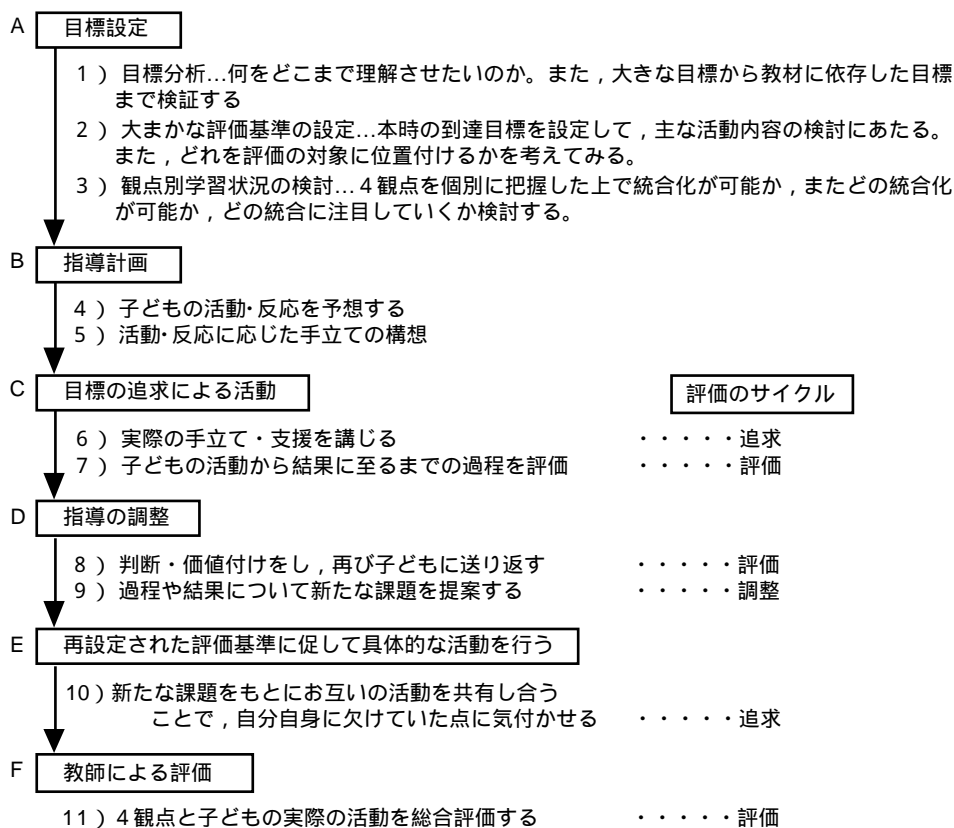 A 目標設定
1 ) 目標分析…何をどこまで理解させたいのか。また , 大きな目標から教材に依存した目標
まで検証する
2 ) 大まかな評価基準の設定…本時の到達目標を設定して , 主な活動内容の検討にあたる。
また , どれを評価の対象に位置付けるかを考えてみる。
3 ) 観点別学習状況の検討…４観点を個別に把握した上で統合化が可能か , またどの統合化
が可能か , どの統合に注目していくか検討する。
B 指導計画
4 ) 子どもの活動･反応を予想する
5 ) 活動･反応に応じた手立ての構想
C 目標の追求による活動 評価のサイクル
6 ) 実際の手立て・支援を講じる ・・・・・追求
7 ) 子どもの活動から結果に至るまでの過程を評価 ・・・・・評価
D 指導の調整
8 ) 判断・価値付けをし , 再び子どもに送り返す ・・・・・評価
9 ) 過程や結果について新たな課題を提案する ・・・・・調整
E 再設定された評価基準に促して具体的な活動を行う
10 ) 新たな課題をもとにお互いの活動を共有し合う
ことで , 自分自身に欠けていた点に気付かせる ・・・・・追求
F 教師による評価
11 ) ４観点と子どもの実際の活動を総合評価する ・・・・・評価